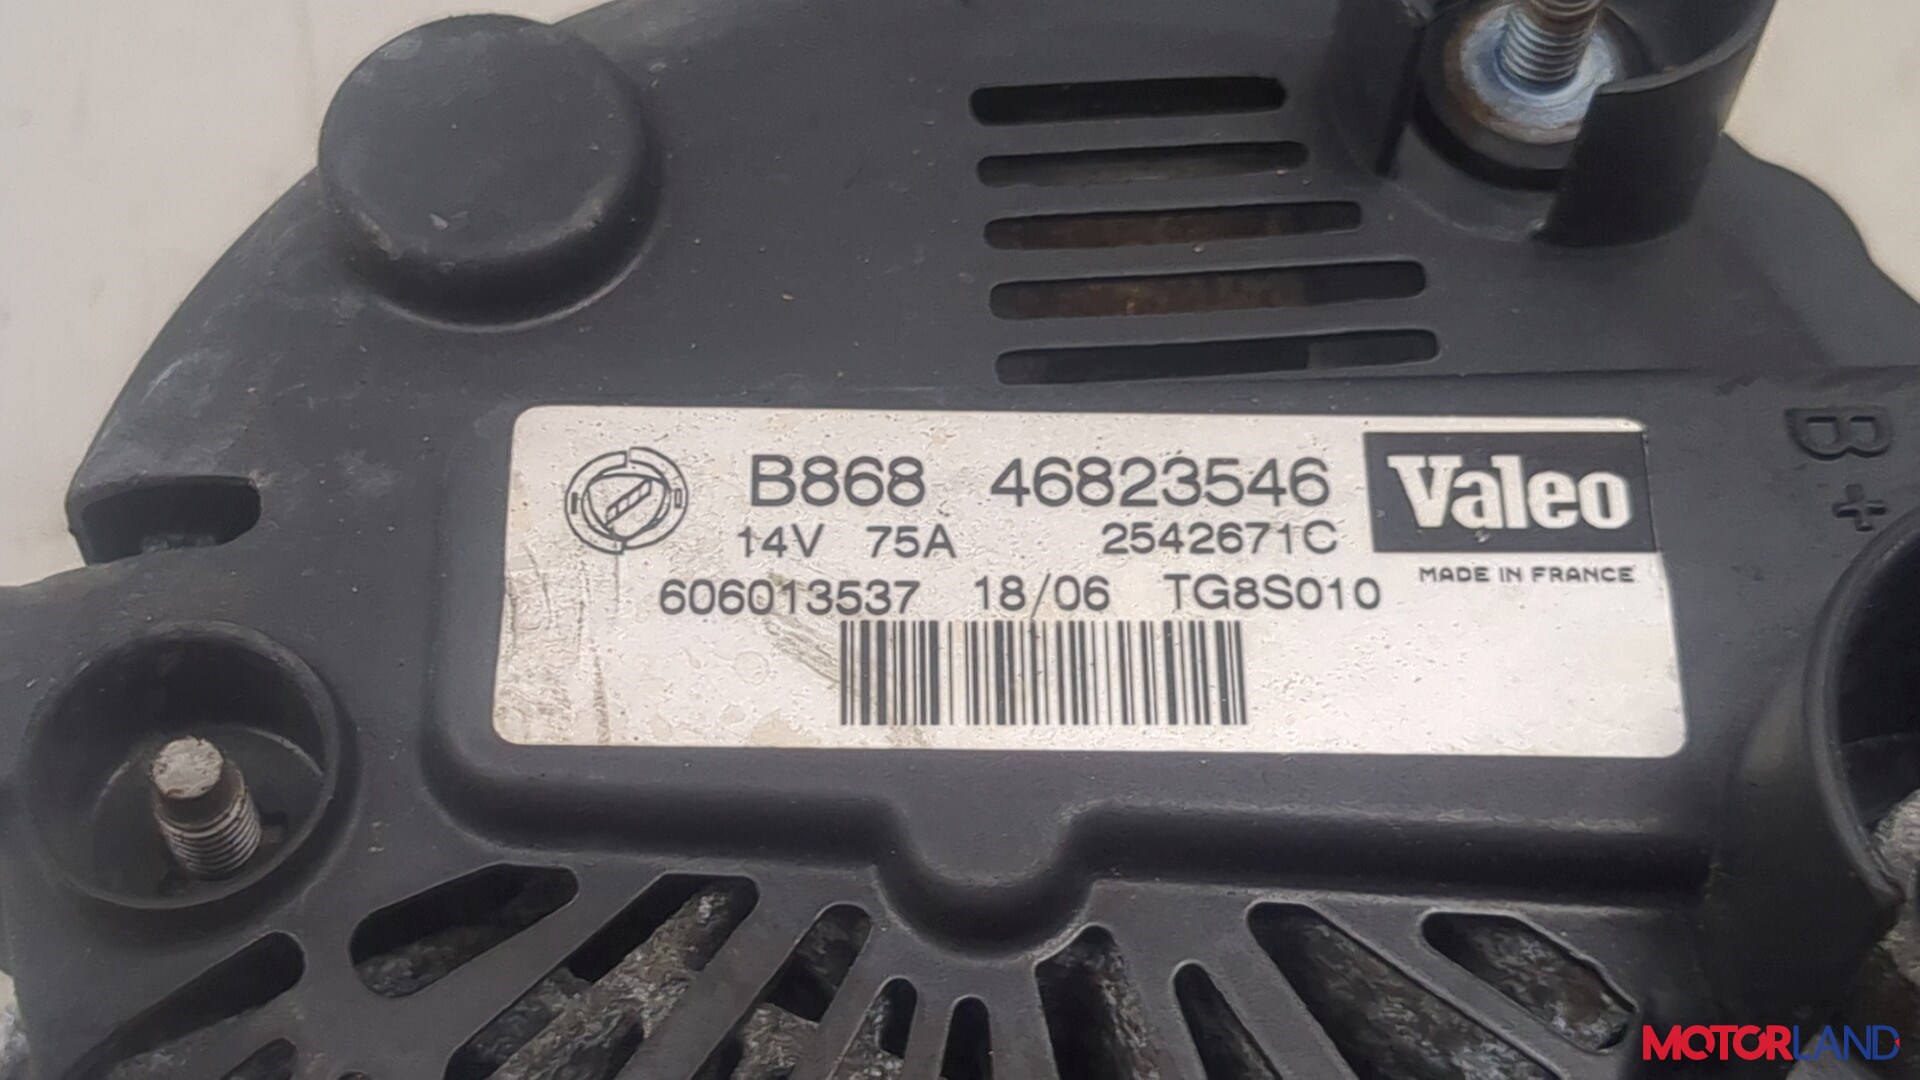 B868 46823546 Valeo
14V 75A 2542671C
MADE IN FRANCE
606013537 18/06 TG8S010
B+
MOTORLAND